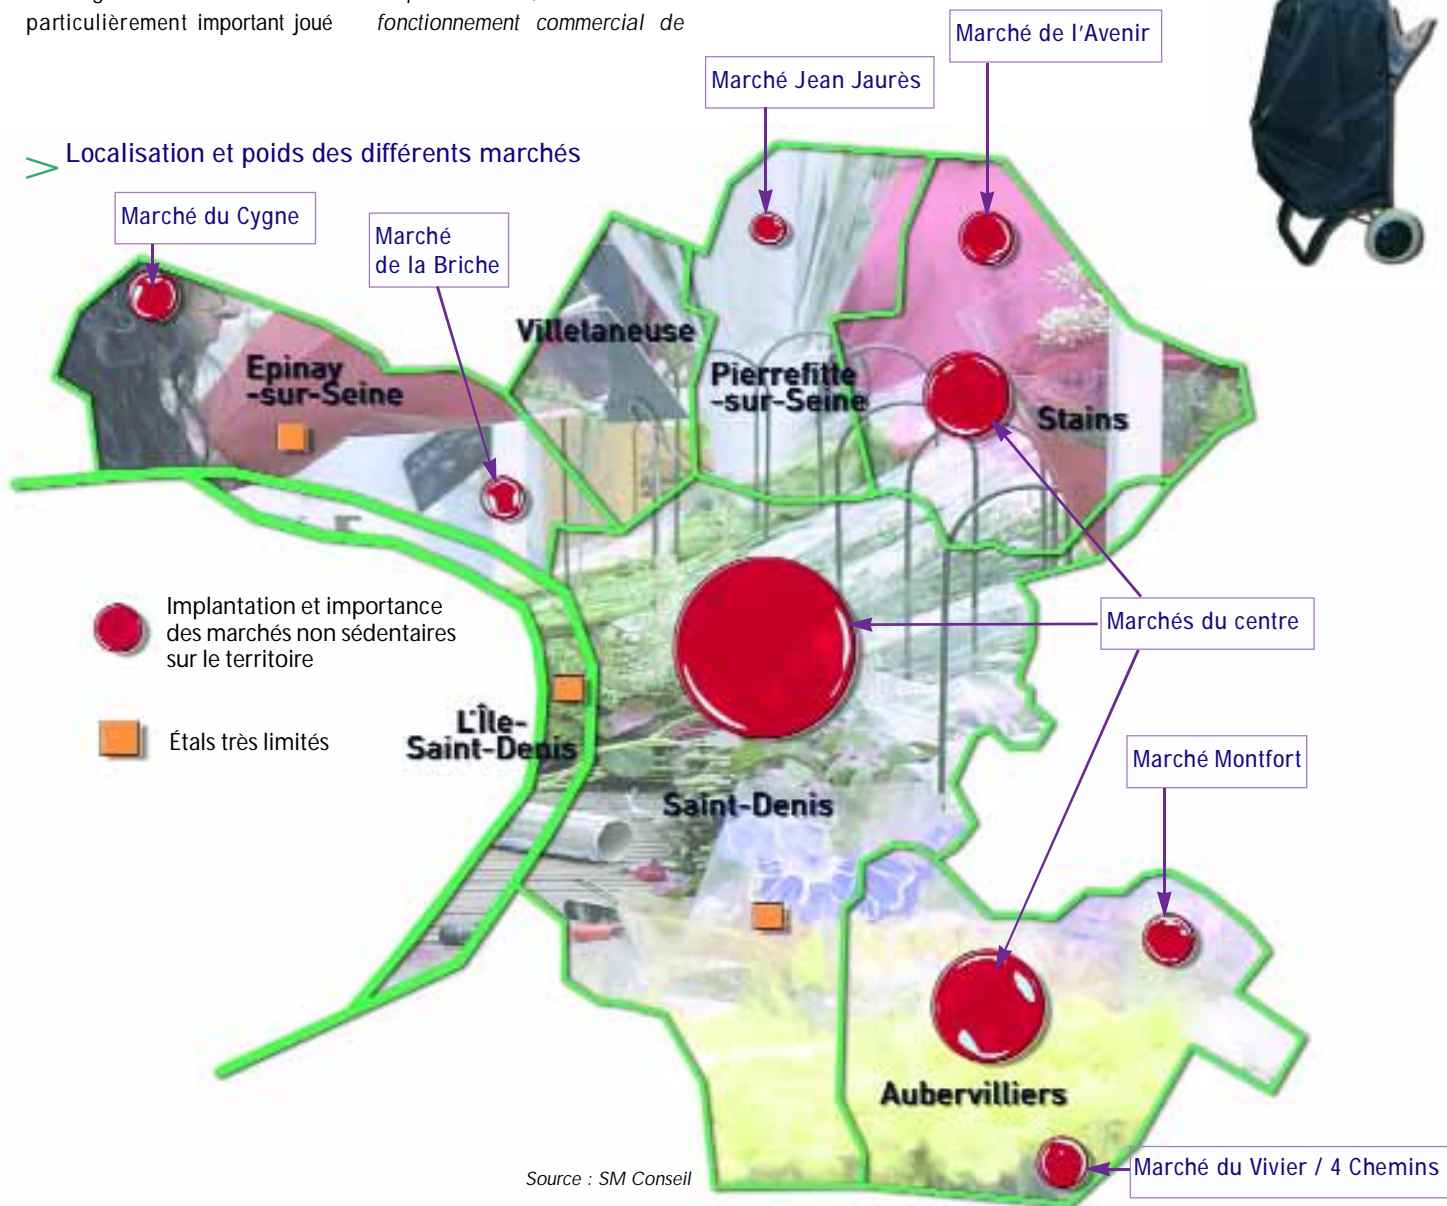 particulièrement important joué
fonctionnement commercial de
Marché de l'Avenir
Marché Jean Jaurès
> Localisation et poids des différents marchés
Marché du Cygne
Marché
de la Briche
Villetaneuse
Epinay
-sur-Seine
Pierrefitte
-sur-Seine
Stains
Implantation et importance
des marchés non sédentaires
sur le territoire
Marchés du centre
Étals très limités
L'Île-
Saint-Denis
Marché Montfort
Saint-Denis
Aubervilliers
Source : SM Conseil
Marché du Vivier / 4 Chemins